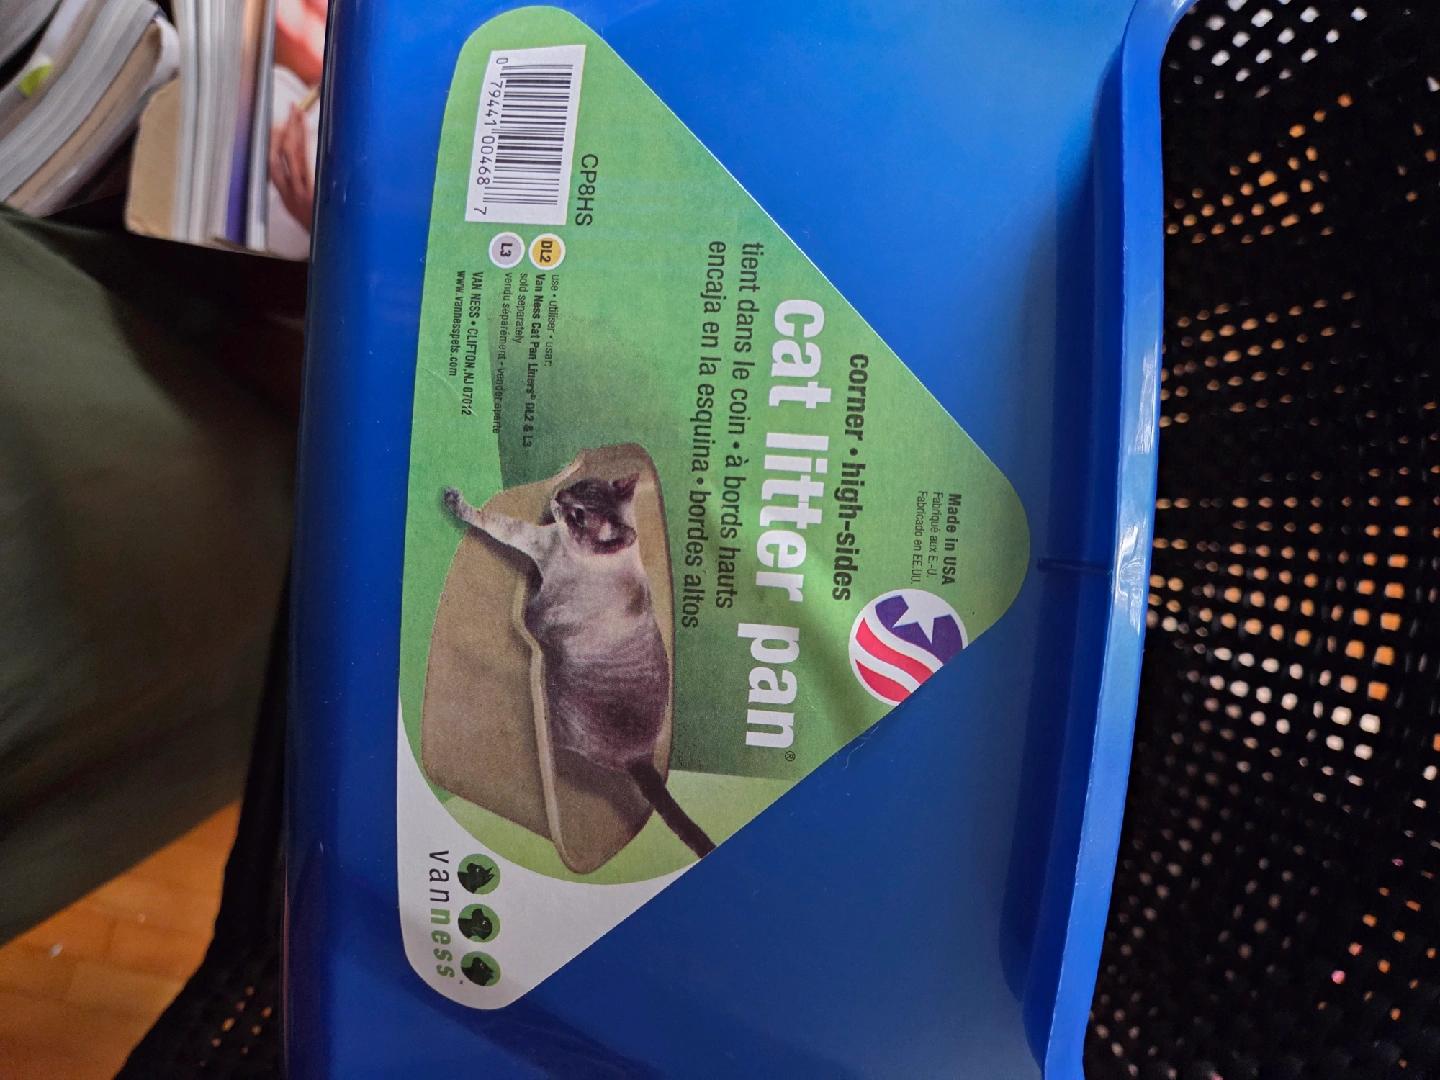 Made in USA
Fabriqué aux É.-U.
Fabricado en EE.UU.
corner • high-sides
cat litter pan®
tient dans le coin • à bords hauts
encaja en la esquina • bordes altos
CP8HS
0 79441 00468 7
DL2
L3
use • utiliser • usar:
Van Ness Cat Pan Liners® DL2 & L3
sold separately
vendu séparément • vendor aparte
VAN NESS • CLIFTON, NJ 07012
www.vannesspets.com
vanness